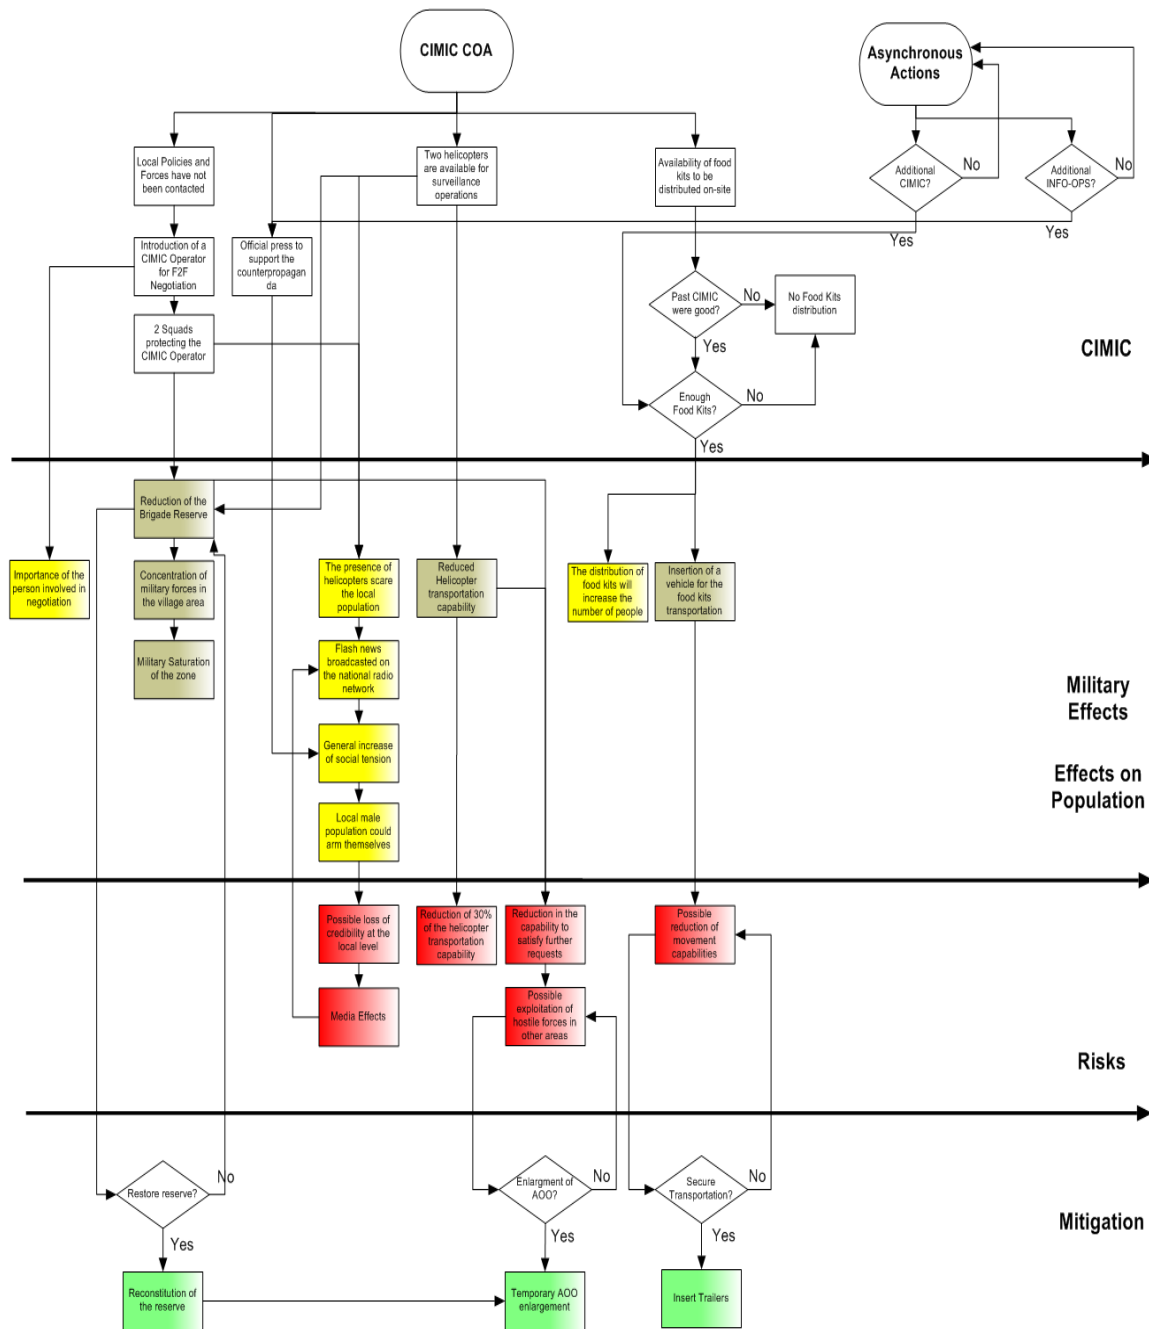 CIMIC COA
Asynchronous
Actions
Local Policies and
Forces have not
been contacted
Two helicopters
are available for
surveillance
operations
Availability of food
kits to be
distributed on-site
Additional
CIMIC?
No
Additional
INFO-OPS?
No
Yes
Yes
Introduction of a
CIMIC Operator
for F2F
Negotiation
Official press to
support the
counterpropagan
da
Past CIMIC
were good?
No
No Food Kits
distribution
Yes
2 Squads
protecting the
CIMIC Operator
CIMIC
Enough
Food Kits?
No
Yes
Reduction of the
Brigade Reserve
Importance of the
person involved in
negotiation
Concentration of
military forces in
the village area
The presence of
helicopters scare
the local
population
Reduced
Helicopter
transportation
capability
The distribution of
food kits will
increase the
number of people
Insertion of a
vehicle for the
food kits
transportation
Military Saturation
of the zone
Flash news
broadcasted on
the national radio
network
Military
Effects
General increase
of social tension
Effects on
Population
Local male
population could
arm themselves
Possible loss of
credibility at the
local level
Reduction of 30%
of the helicopter
transportation
capability
Reduction in the
capability to
satisfy further
requests
Possible
reduction of
movement
capabilities
Media Effects
Possible
exploitation of
hostile forces in
other areas
Risks
Restore reserve?
No
Enlargment of
AOO?
No
Secure
Transportation?
No
Mitigation
Yes
Yes
Yes
Reconstitution of
the reserve
Temporary AOO
enlargement
Insert Trailers